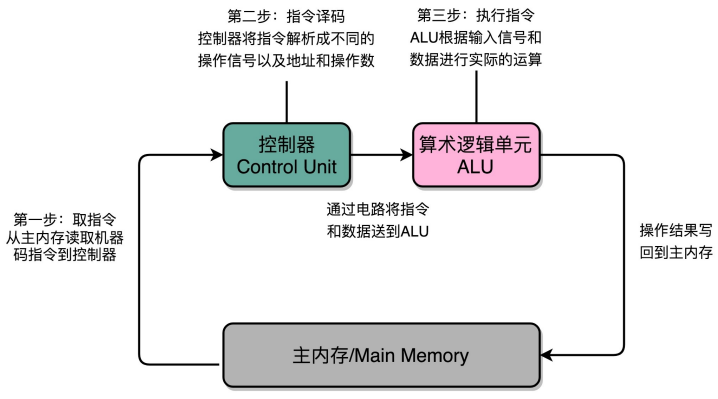 第二步：指令译码
控制器将指令解析成不同的
操作信号以及地址和操作数
第三步：执行指令
ALU根据输入信号和
数据进行实际的运算
控制器
Control Unit
算术逻辑单元
ALU
第一步：取指令
从主内存读取机器
码指令到控制器
通过电路将指令
和数据送到ALU
操作结果写
回到主内存
主内存/Main Memory